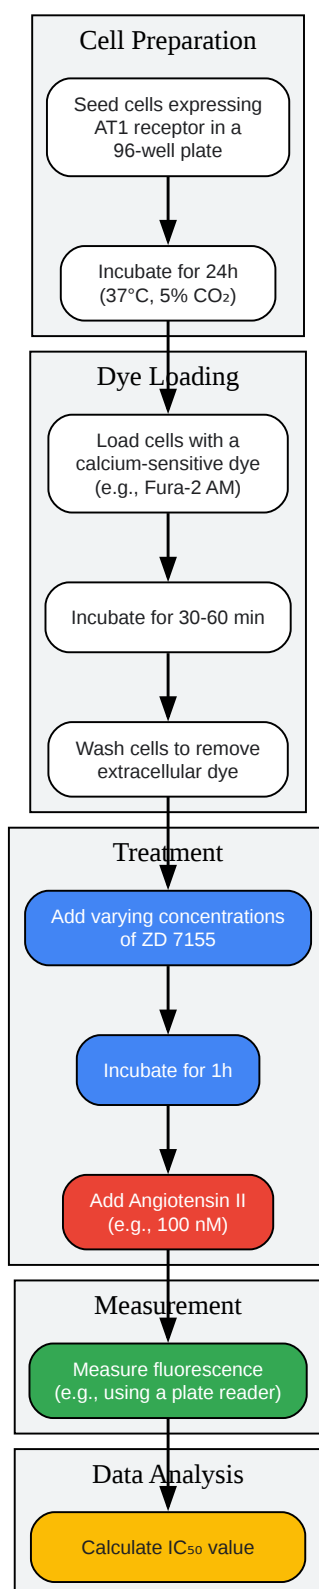 Cell Preparation
Seed cells expressing
AT1 receptor in a
96-well plate
Incubate for 24h
(37°C, 5% CO₂)
Dye Loading
Load cells with a
calcium-sensitive dye
(e.g., Fura-2 AM)
Incubate for 30-60 min
Wash cells to remove
extracellular dye
Treatment
Add varying concentrations
of ZD 7155
Incubate for 1h
Add Angiotensin II
(e.g., 100 nM)
Measurement
Measure fluorescence
(e.g., using a plate reader)
Data Analysis
Calculate IC₅₀ value